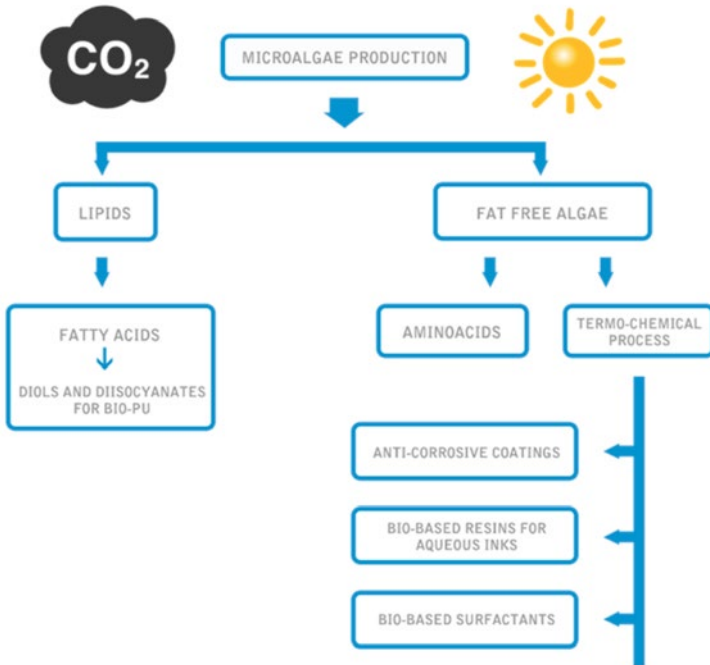 CO₂
MICROALGAE PRODUCTION
LIPIDS
FAT FREE ALGAE
FATTY ACIDS
DIOLS AND DIISOCYANATES
FOR BIO-PU
AMINOACIDS
TERMO-CHEMICAL
PROCESS
ANTI-CORROSIVE COATINGS
BIO-BASED RESINS FOR
AQUEOUS INKS
BIO-BASED SURFACTANTS